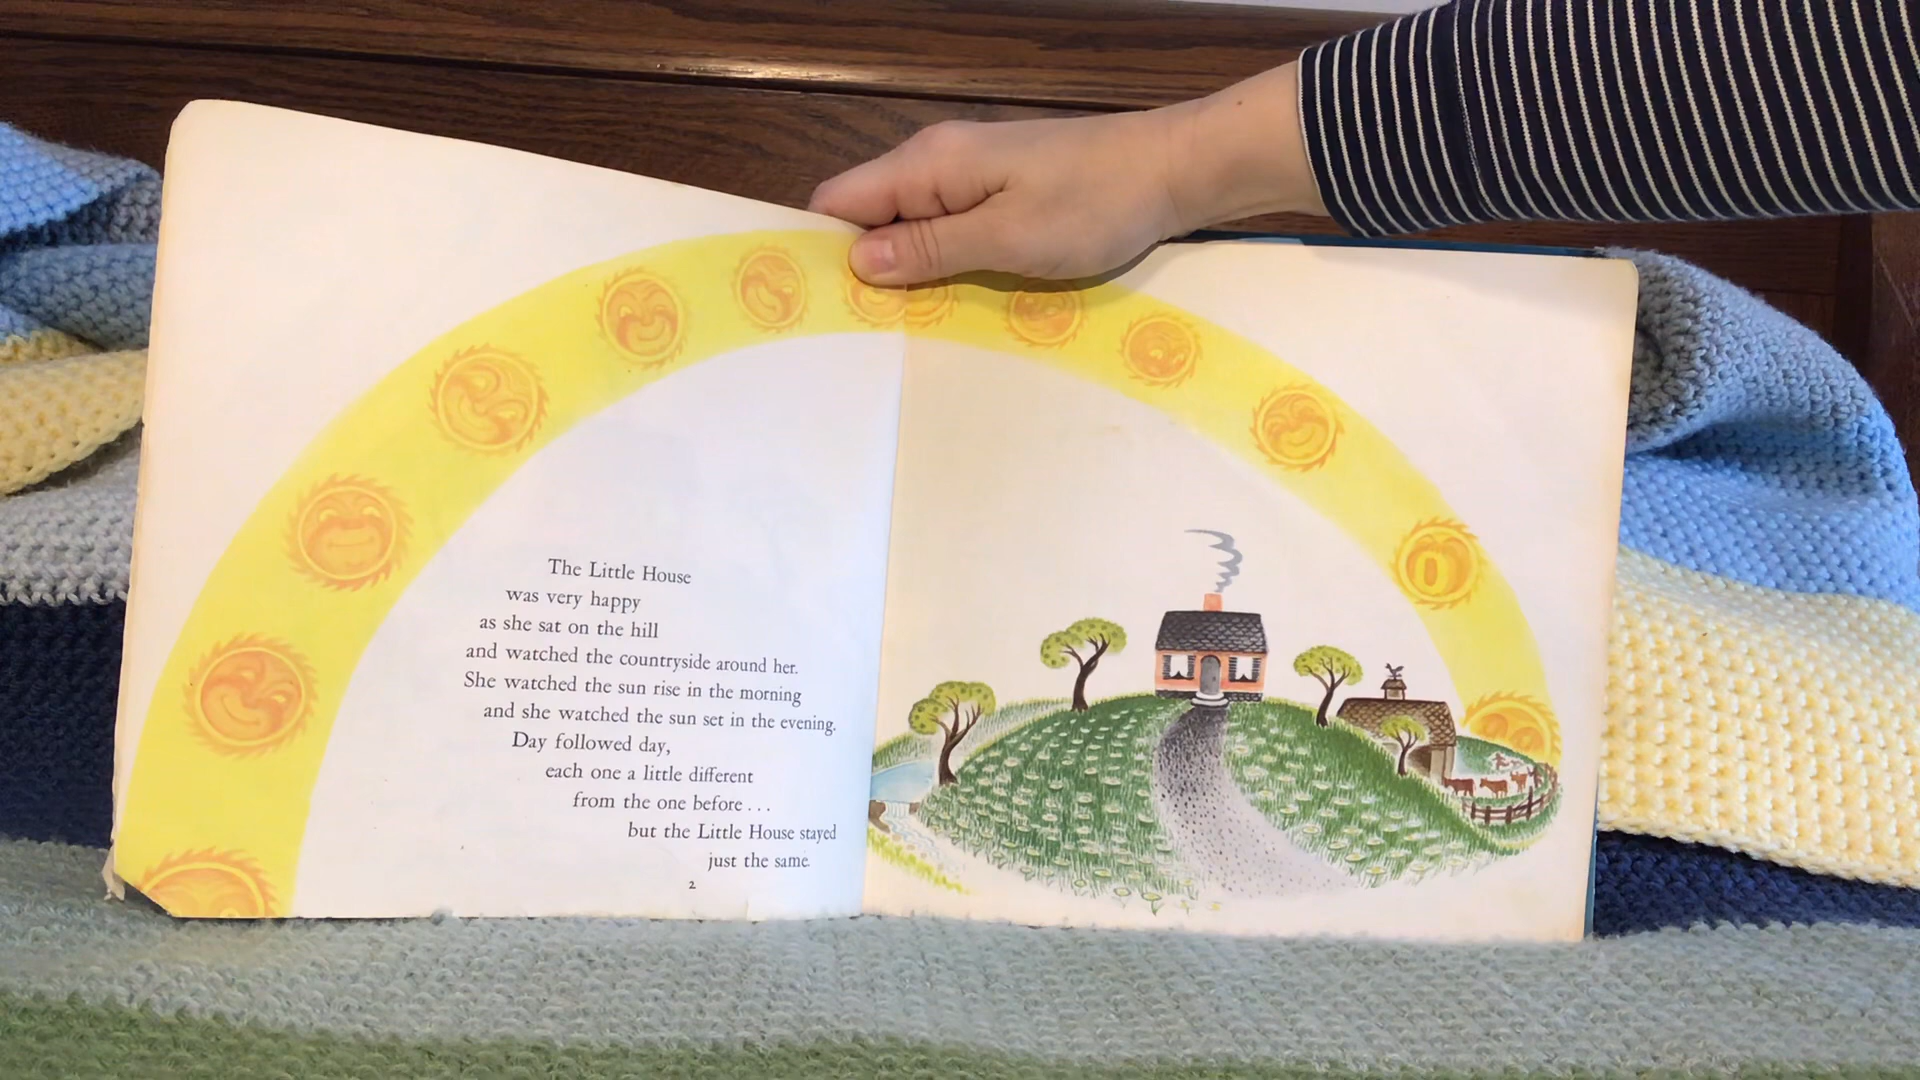 The Little House
was very happy
as she sat on the hill
and watched the countryside around her.
She watched the sun rise in the morning
and she watched the sun set in the evening.
Day followed day,
each one a little different
from the one before . . .
but the Little House stayed
just the same.
2